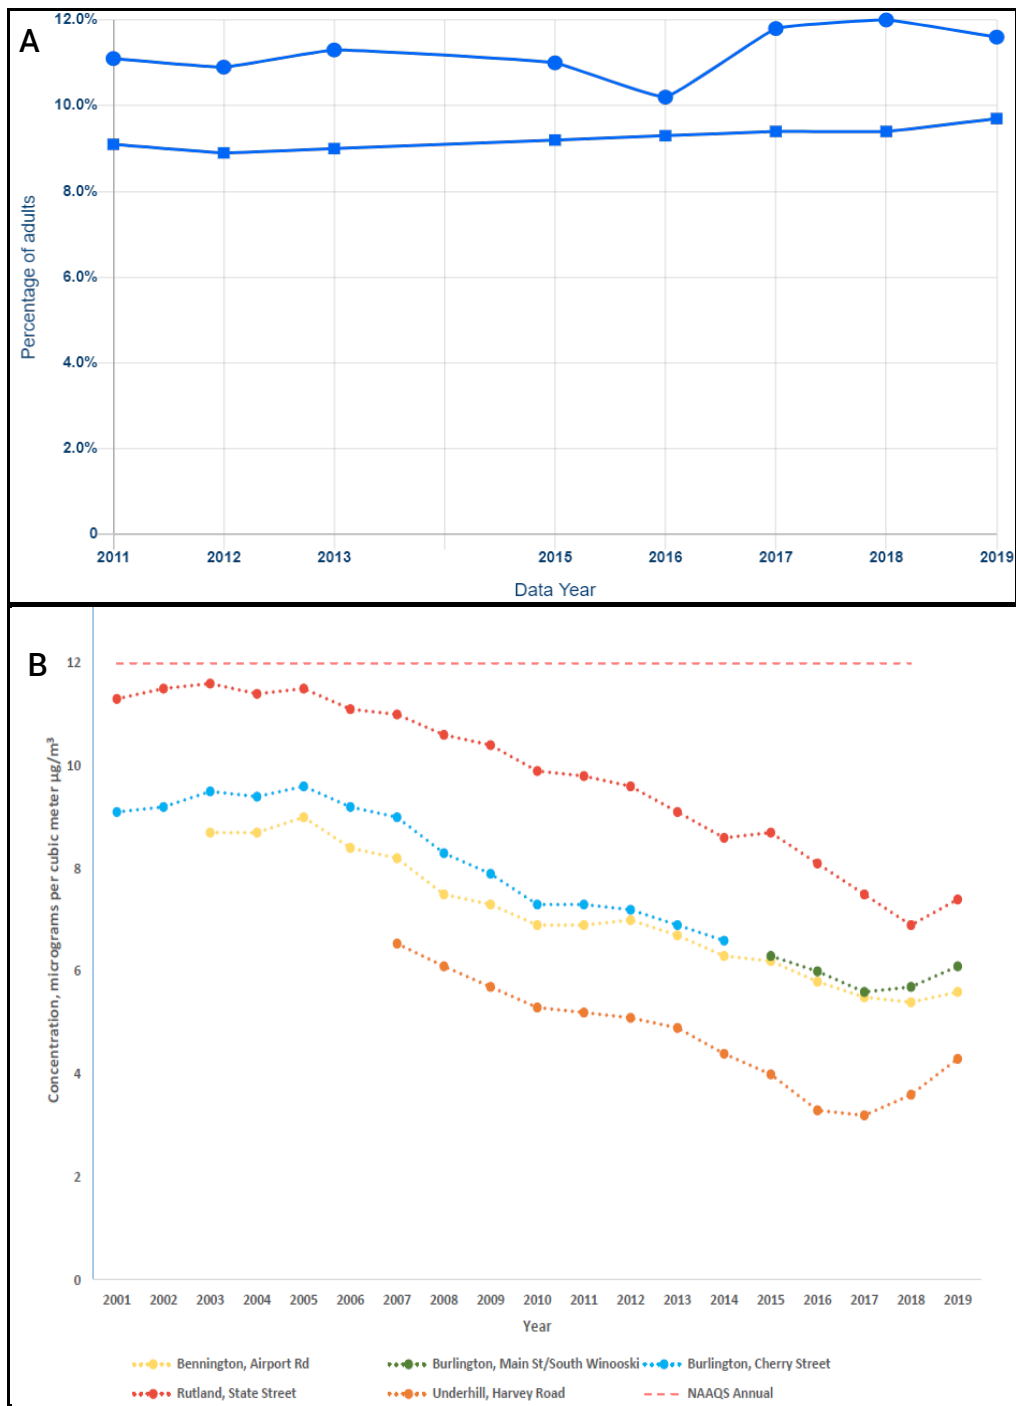 A
12.0%
10.0%
8.0%
6.0%
4.0%
2.0%
0
Percentage of adults
2011 2012 2013 2015 2016 2017 2018 2019
Data Year
B
12
10
8
6
4
2
0
Concentration, micrograms per cubic meter µg/m³
2001 2002 2003 2004 2005 2006 2007 2008 2009 2010 2011 2012 2013 2014 2015 2016 2017 2018 2019
Year
Bennington, Airport Rd Burlington, Main St/South Winooski Burlington, Cherry Street
Rutland, State Street Underhill, Harvey Road NAAQS Annual